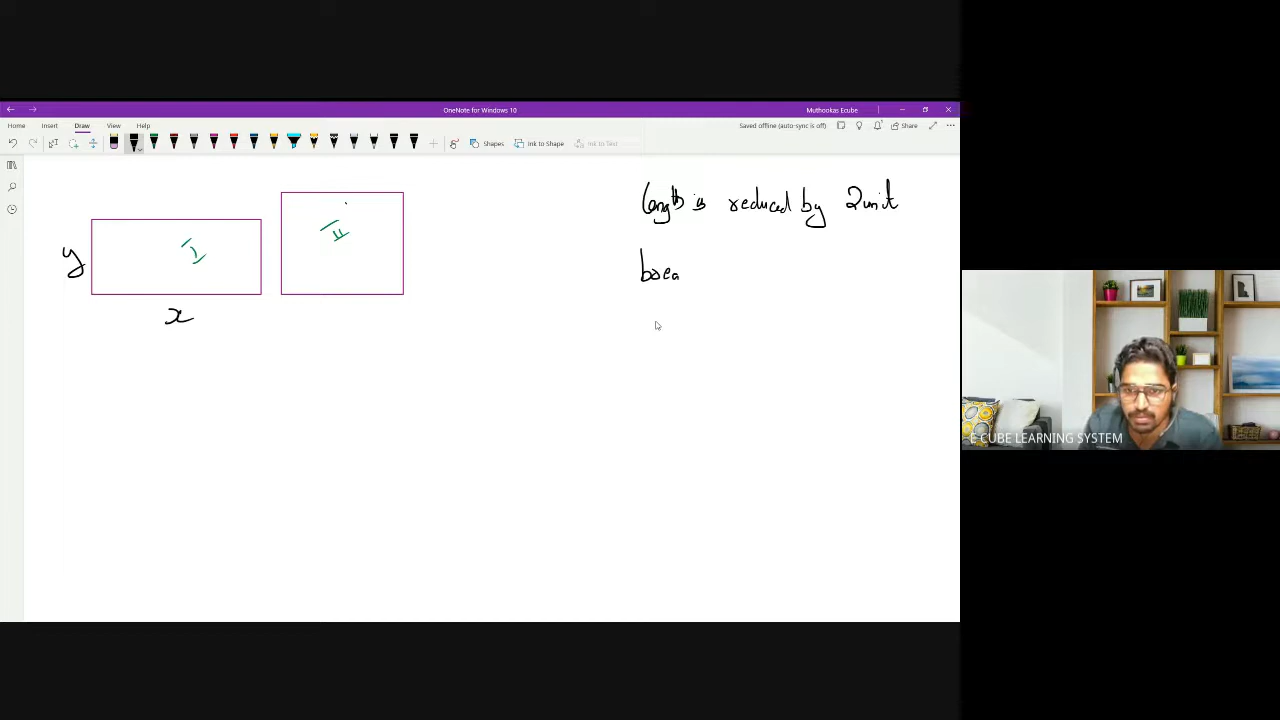 OneNote for Windows 10
Muthookas Ecube
Home Insert Draw View Help
Saved offline (auto-sync is off) Share
Shapes Ink to Shape Ink to Text
length is reduced by 2unit
y I II
brea
x
E CUBE LEARNING SYSTEM